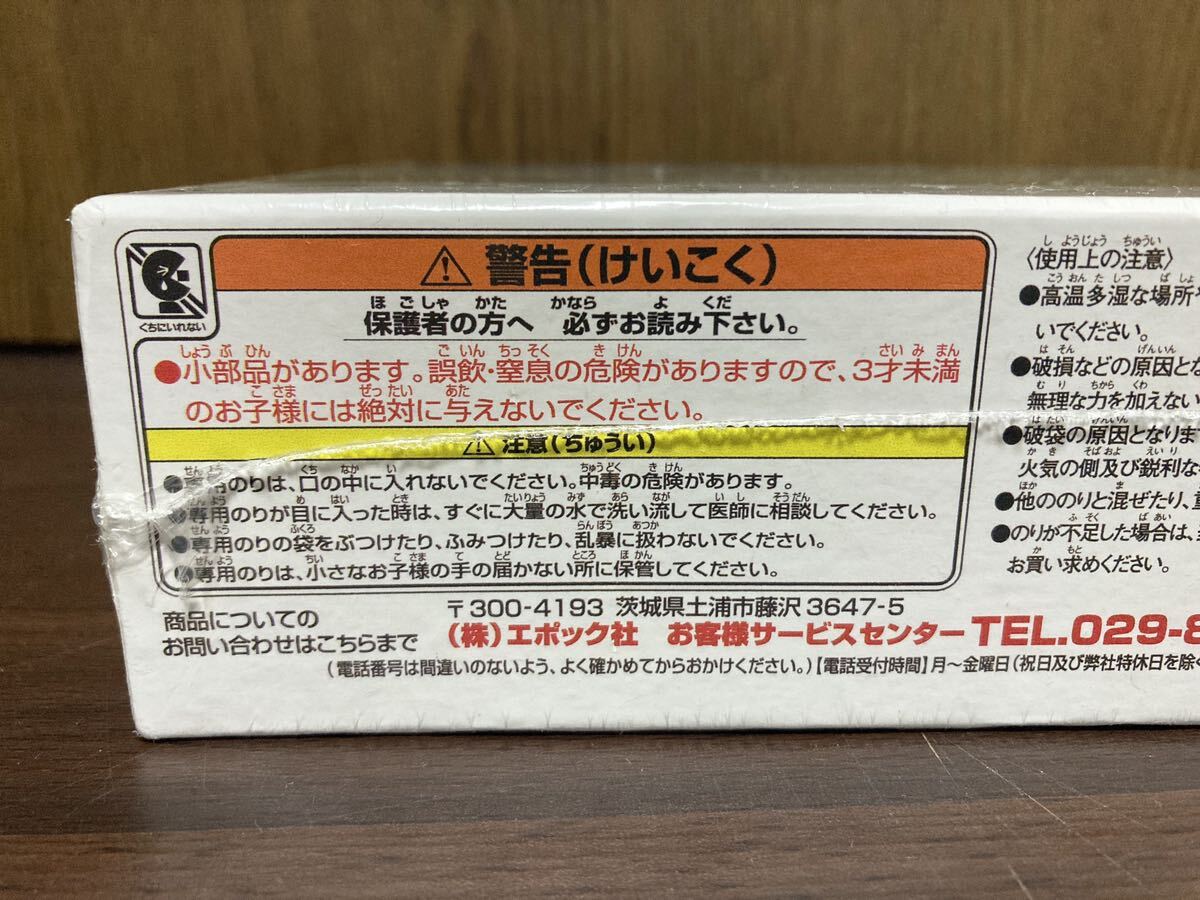 くちにいれない
警告（けいこく）
保護者の方へ 必ずお読み下さい。
●小部品があります。誤飲・窒息の危険がありますので、3才未満
のお子様には絶対に与えないでください。
注意（ちゅうい）
●専用のりは、口の中に入れないでください。中毒の危険があります。
●専用のりが目に入った時は、すぐに大量の水で洗い流して医師に相談してください。
●専用のりの袋をぶつけたり、ふみつけたり、乱暴に扱わないでください。
●専用のりは、小さなお子様の手の届かない所に保管してください。
〈使用上の注意〉
●高温多湿な場所
いでください。
●破損などの原因とな
無理な力を加えない
●破袋の原因となります
火気の側及び鋭利な
●他ののりと混ぜたり、
●のりが不足した場合は、
お買い求めください。
商品についての
お問い合わせはこちらまで
〒300-4193 茨城県土浦市藤沢3647-5
（株）エポック社 お客様サービスセンター TEL.029-8
（電話番号は間違いのないよう、よく確かめてからおかけください。）【電話受付時間】月～金曜日（祝日及び弊社特休日を除く